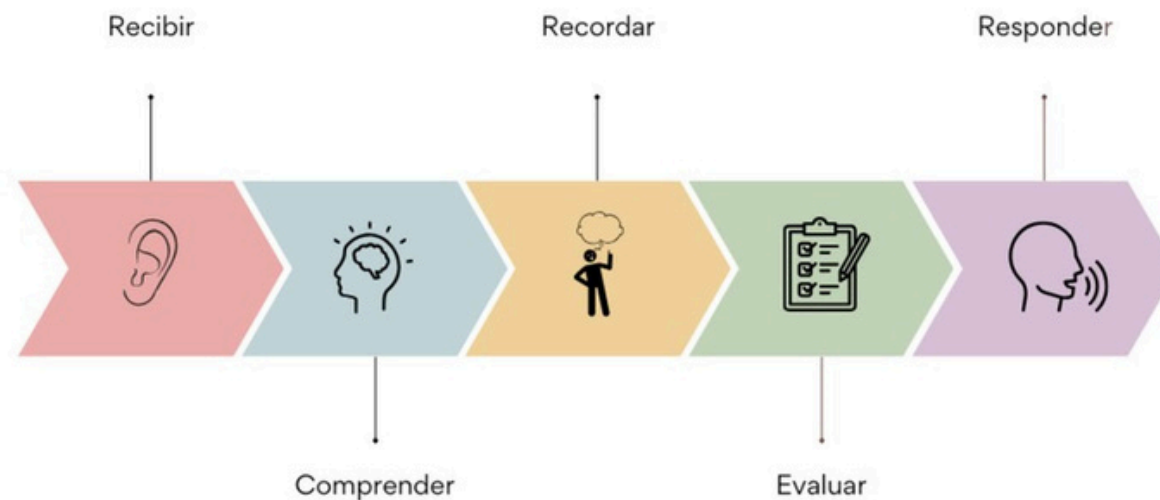 Recibir
Comprender
Recordar
Evaluar
Responder